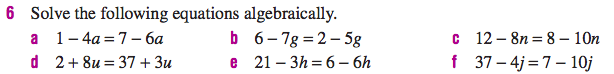 6 Solve the following equations algebraically.
a 1 – 4a = 7 – 6a b 6 – 7g = 2 – 5g c 12 – 8n = 8 – 10n
d 2 + 8u = 37 + 3u e 21 – 3h = 6 – 6h f 37 – 4j = 7 – 10j